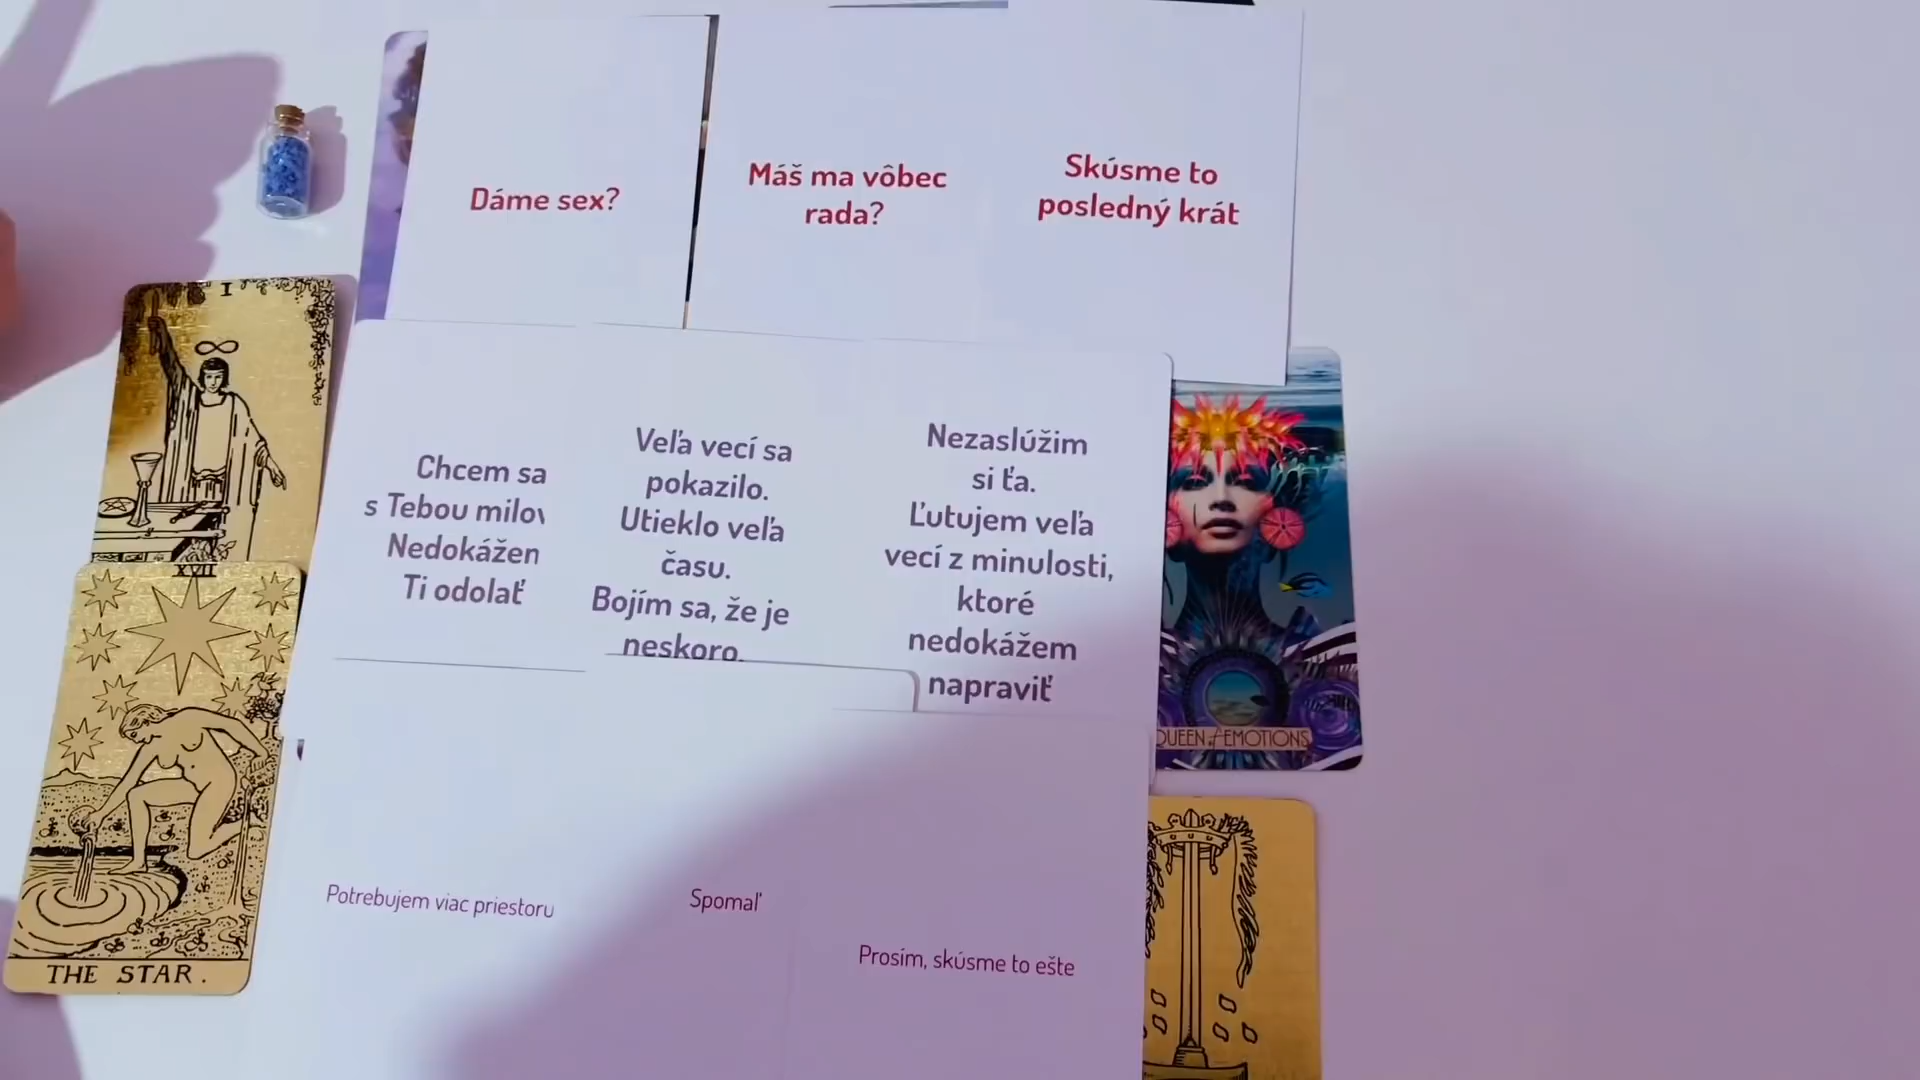 Dáme sex?
Máš ma vôbec
rada?
Skúsme to
posledný krát
I
Chcem sa
s Tebou milov
Nedokážen
Ti odolať
Veľa vecí sa
pokazilo.
Utieklo veľa
času.
Bojím sa, že je
neskoro.
Nezaslúžim
si ťa.
Ľutujem veľa
vecí z minulosti,
ktoré
nedokážem
napraviť
XVII
THE STAR.
QUEEN of EMOTIONS
Potrebujem viac priestoru
Spomaľ
Prosím, skúsme to ešte